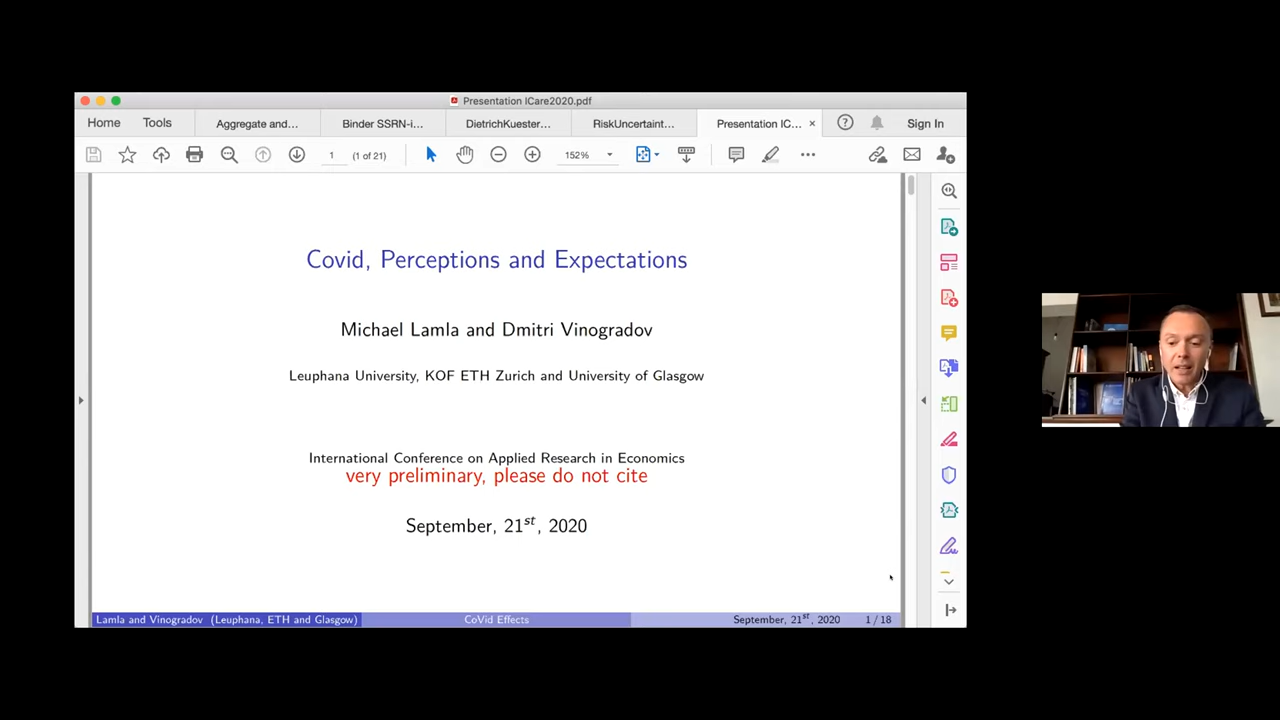 Presentation ICare2020.pdf
Home Tools Aggregate and... Binder SSRN-i... DietrichKuester... RiskUncertaint... Presentation IC... × Sign In
1 (1 of 21) 152%
Covid, Perceptions and Expectations
Michael Lamla and Dmitri Vinogradov
Leuphana University, KOF ETH Zurich and University of Glasgow
International Conference on Applied Research in Economics
very preliminary, please do not cite
September, 21st, 2020
Lamla and Vinogradov (Leuphana, ETH and Glasgow) CoVid Effects September, 21st, 2020 1 / 18